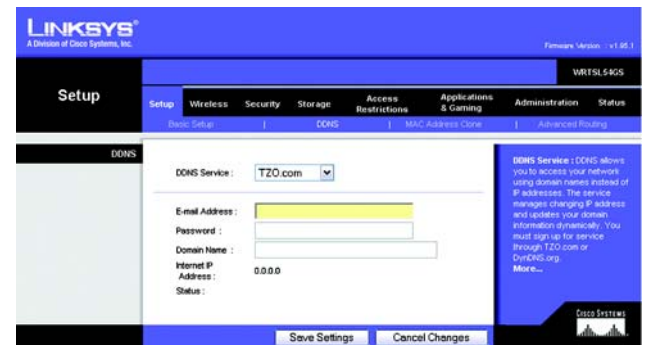 LINKSYS®
A Division of Cisco Systems, Inc.
Firmware Version : v1.05.1
WRTSL54GS
Setup
Setup Wireless Security Storage Access Restrictions Applications & Gaming Administration Status
Basic Setup | DDNS | MAC Address Clone | Advanced Routing
DDNS
DDNS Service : TZO.com
E-mail Address :
Password :
Domain Name :
Internet IP Address : 0.0.0.0
Status :
DDNS Service : DDNS allows
you to access your network
using domain names instead of
IP addresses. The service
manages changing IP address
and updates your domain
information dynamically. You
must sign up for service
through TZO.com or
DynDNS.org.
More...
Save Settings Cancel Changes
CISCO SYSTEMS